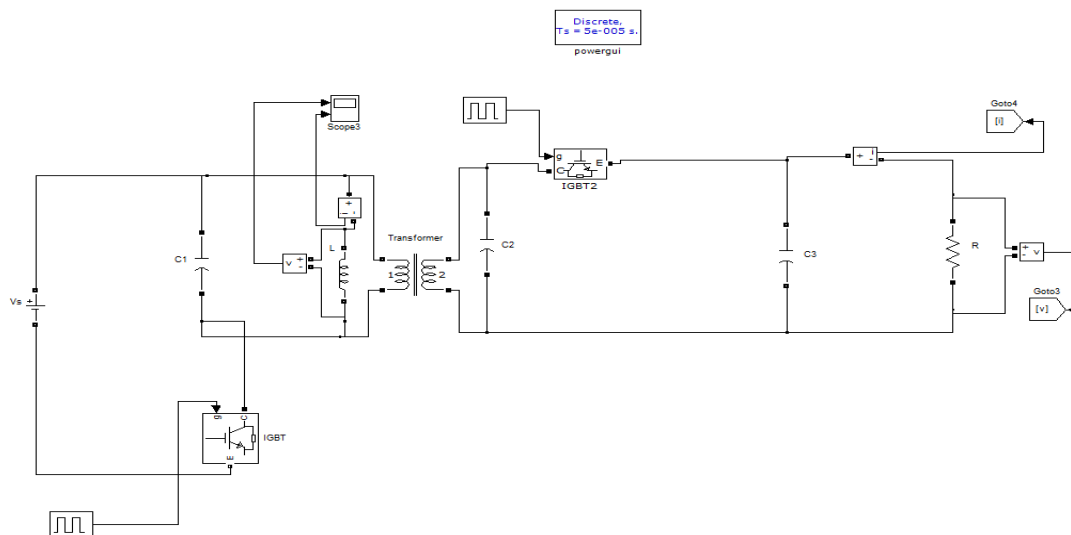 Discrete,
Ts = 5e-005 s.
powergui
Scope3
Goto4
[i]
g
C
E
IGBT2
i
+
-
+
i
-
Transformer
L
C1
v
+
-
1
2
C2
C3
R
+
-
v
Vs
+
Goto3
[v]
g
C
E
IGBT